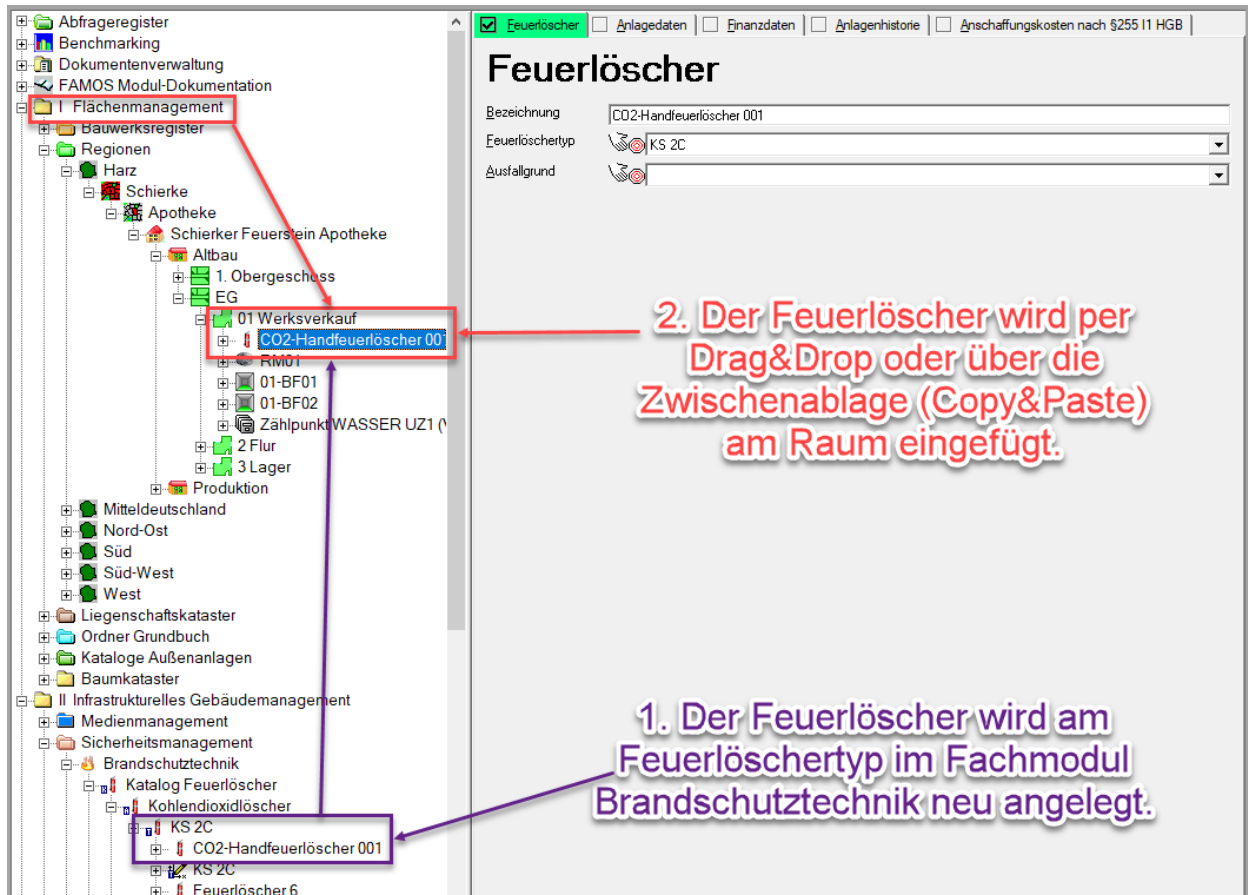 Abfrageregister
Benchmarking
Dokumentenverwaltung
FAMOS Modul-Dokumentation
I Flächenmanagement
Bauwerksregister
Regionen
Harz
Schierke
Apotheke
Schierker Feuerstein Apotheke
Altbau
1. Obergeschoss
EG
01 Werksverkauf
CO2-Handfeuerlöscher 001
RM01
01-BF01
01-BF02
Zählpunkt WASSER UZ1 (
2 Flur
3 Lager
Produktion
Mitteldeutschland
Nord-Ost
Süd
Süd-West
West
Liegenschaftskataster
Ordner Grundbuch
Kataloge Außenanlagen
Baumkataster
II Infrastrukturelles Gebäudemanagement
Medienmanagement
Sicherheitsmanagement
Brandschutztechnik
Katalog Feuerlöscher
Kohlendioxidlöscher
KS 2C
CO2-Handfeuerlöscher 001
KS 2C
Feuerlöscher 6
Feuerlöscher Anlagedaten Finanzdaten Anlagenhistorie Anschaffungskosten nach §255 I1 HGB
Feuerlöscher
Bezeichnung CO2-Handfeuerlöscher 001
Feuerlöschertyp KS 2C
Ausfallgrund
2. Der Feuerlöscher wird per
Drag&Drop oder über die
Zwischenablage (Copy&Paste)
am Raum eingefügt.
1. Der Feuerlöscher wird am
Feuerlöschertyp im Fachmodul
Brandschutztechnik neu angelegt.